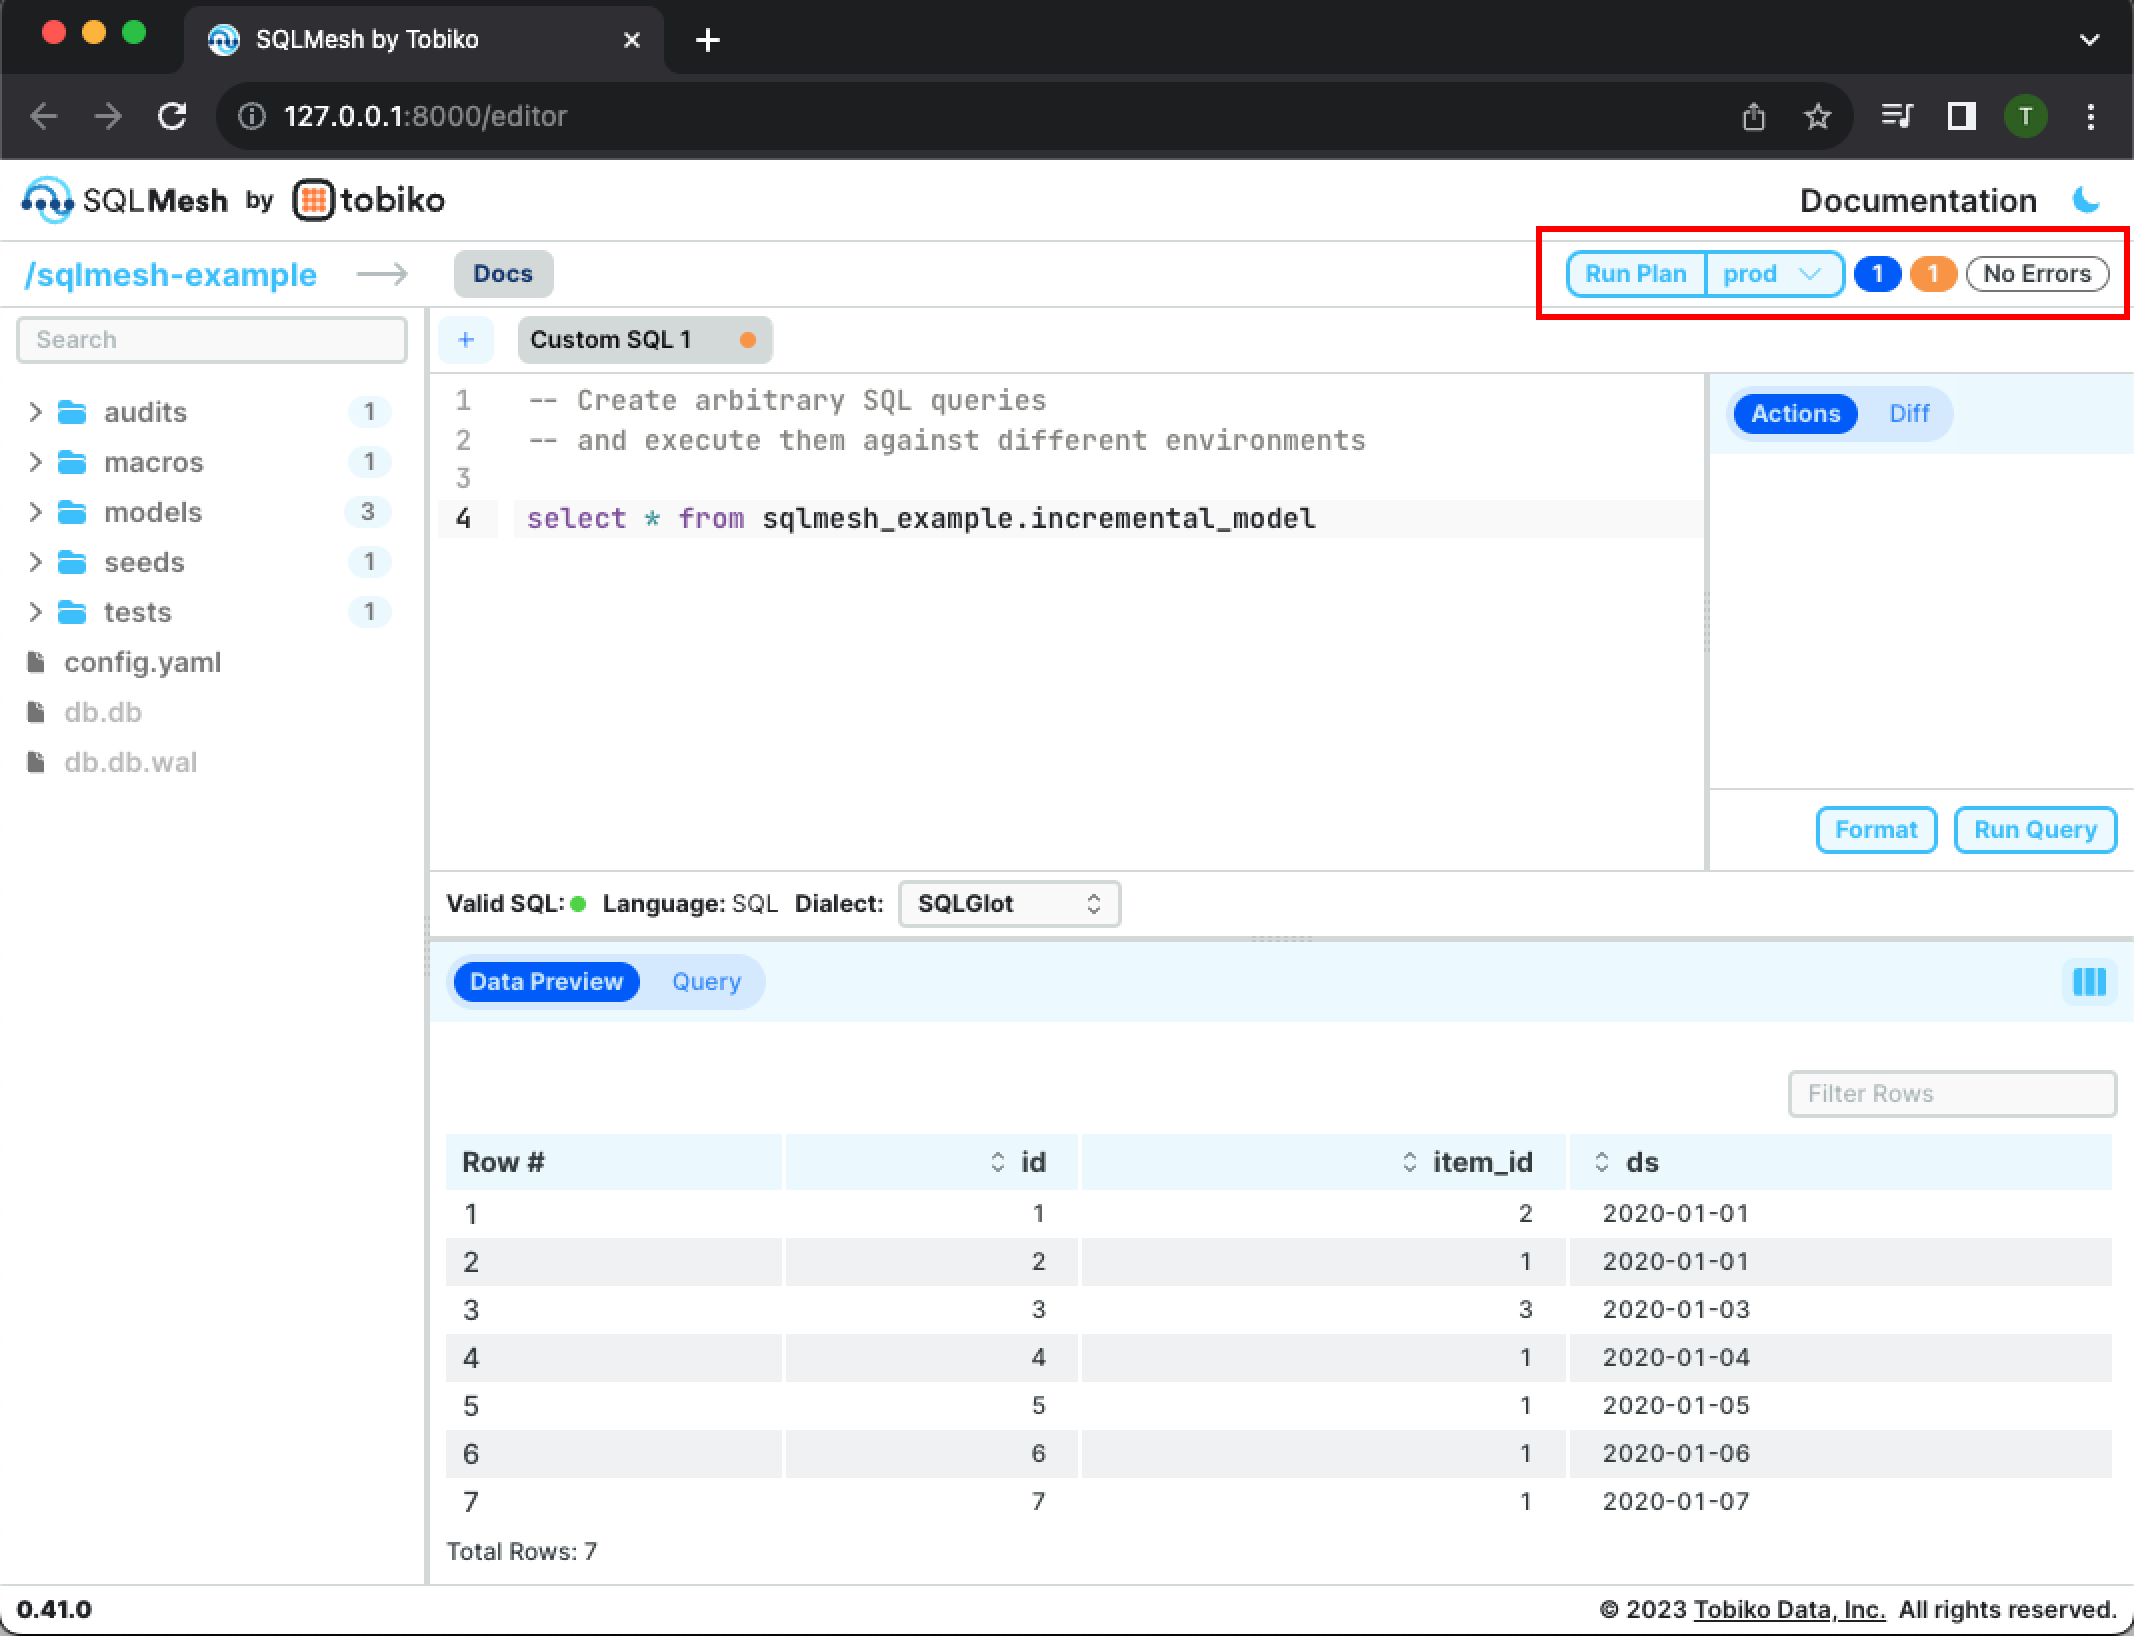 SQLMesh by Tobiko
127.0.0.1:8000/editor
T
SQLMesh by tobiko
Documentation
/sqlmesh-example
Docs
Run Plan prod 1 1 No Errors
Search
+ Custom SQL 1
audits 1
macros 1
models 3
seeds 1
tests 1
config.yaml
db.db
db.db.wal
1 -- Create arbitrary SQL queries
2 -- and execute them against different environments
3
4 select * from sqlmesh_example.incremental_model
Actions Diff
Format Run Query
Valid SQL: Language: SQL Dialect: SQLGlot
Data Preview Query
Filter Rows
Row # id item_id ds
1 1 2 2020-01-01
2 2 1 2020-01-01
3 3 3 2020-01-03
4 4 1 2020-01-04
5 5 1 2020-01-05
6 6 1 2020-01-06
7 7 1 2020-01-07
Total Rows: 7
0.41.0
© 2023 Tobiko Data, Inc. All rights reserved.